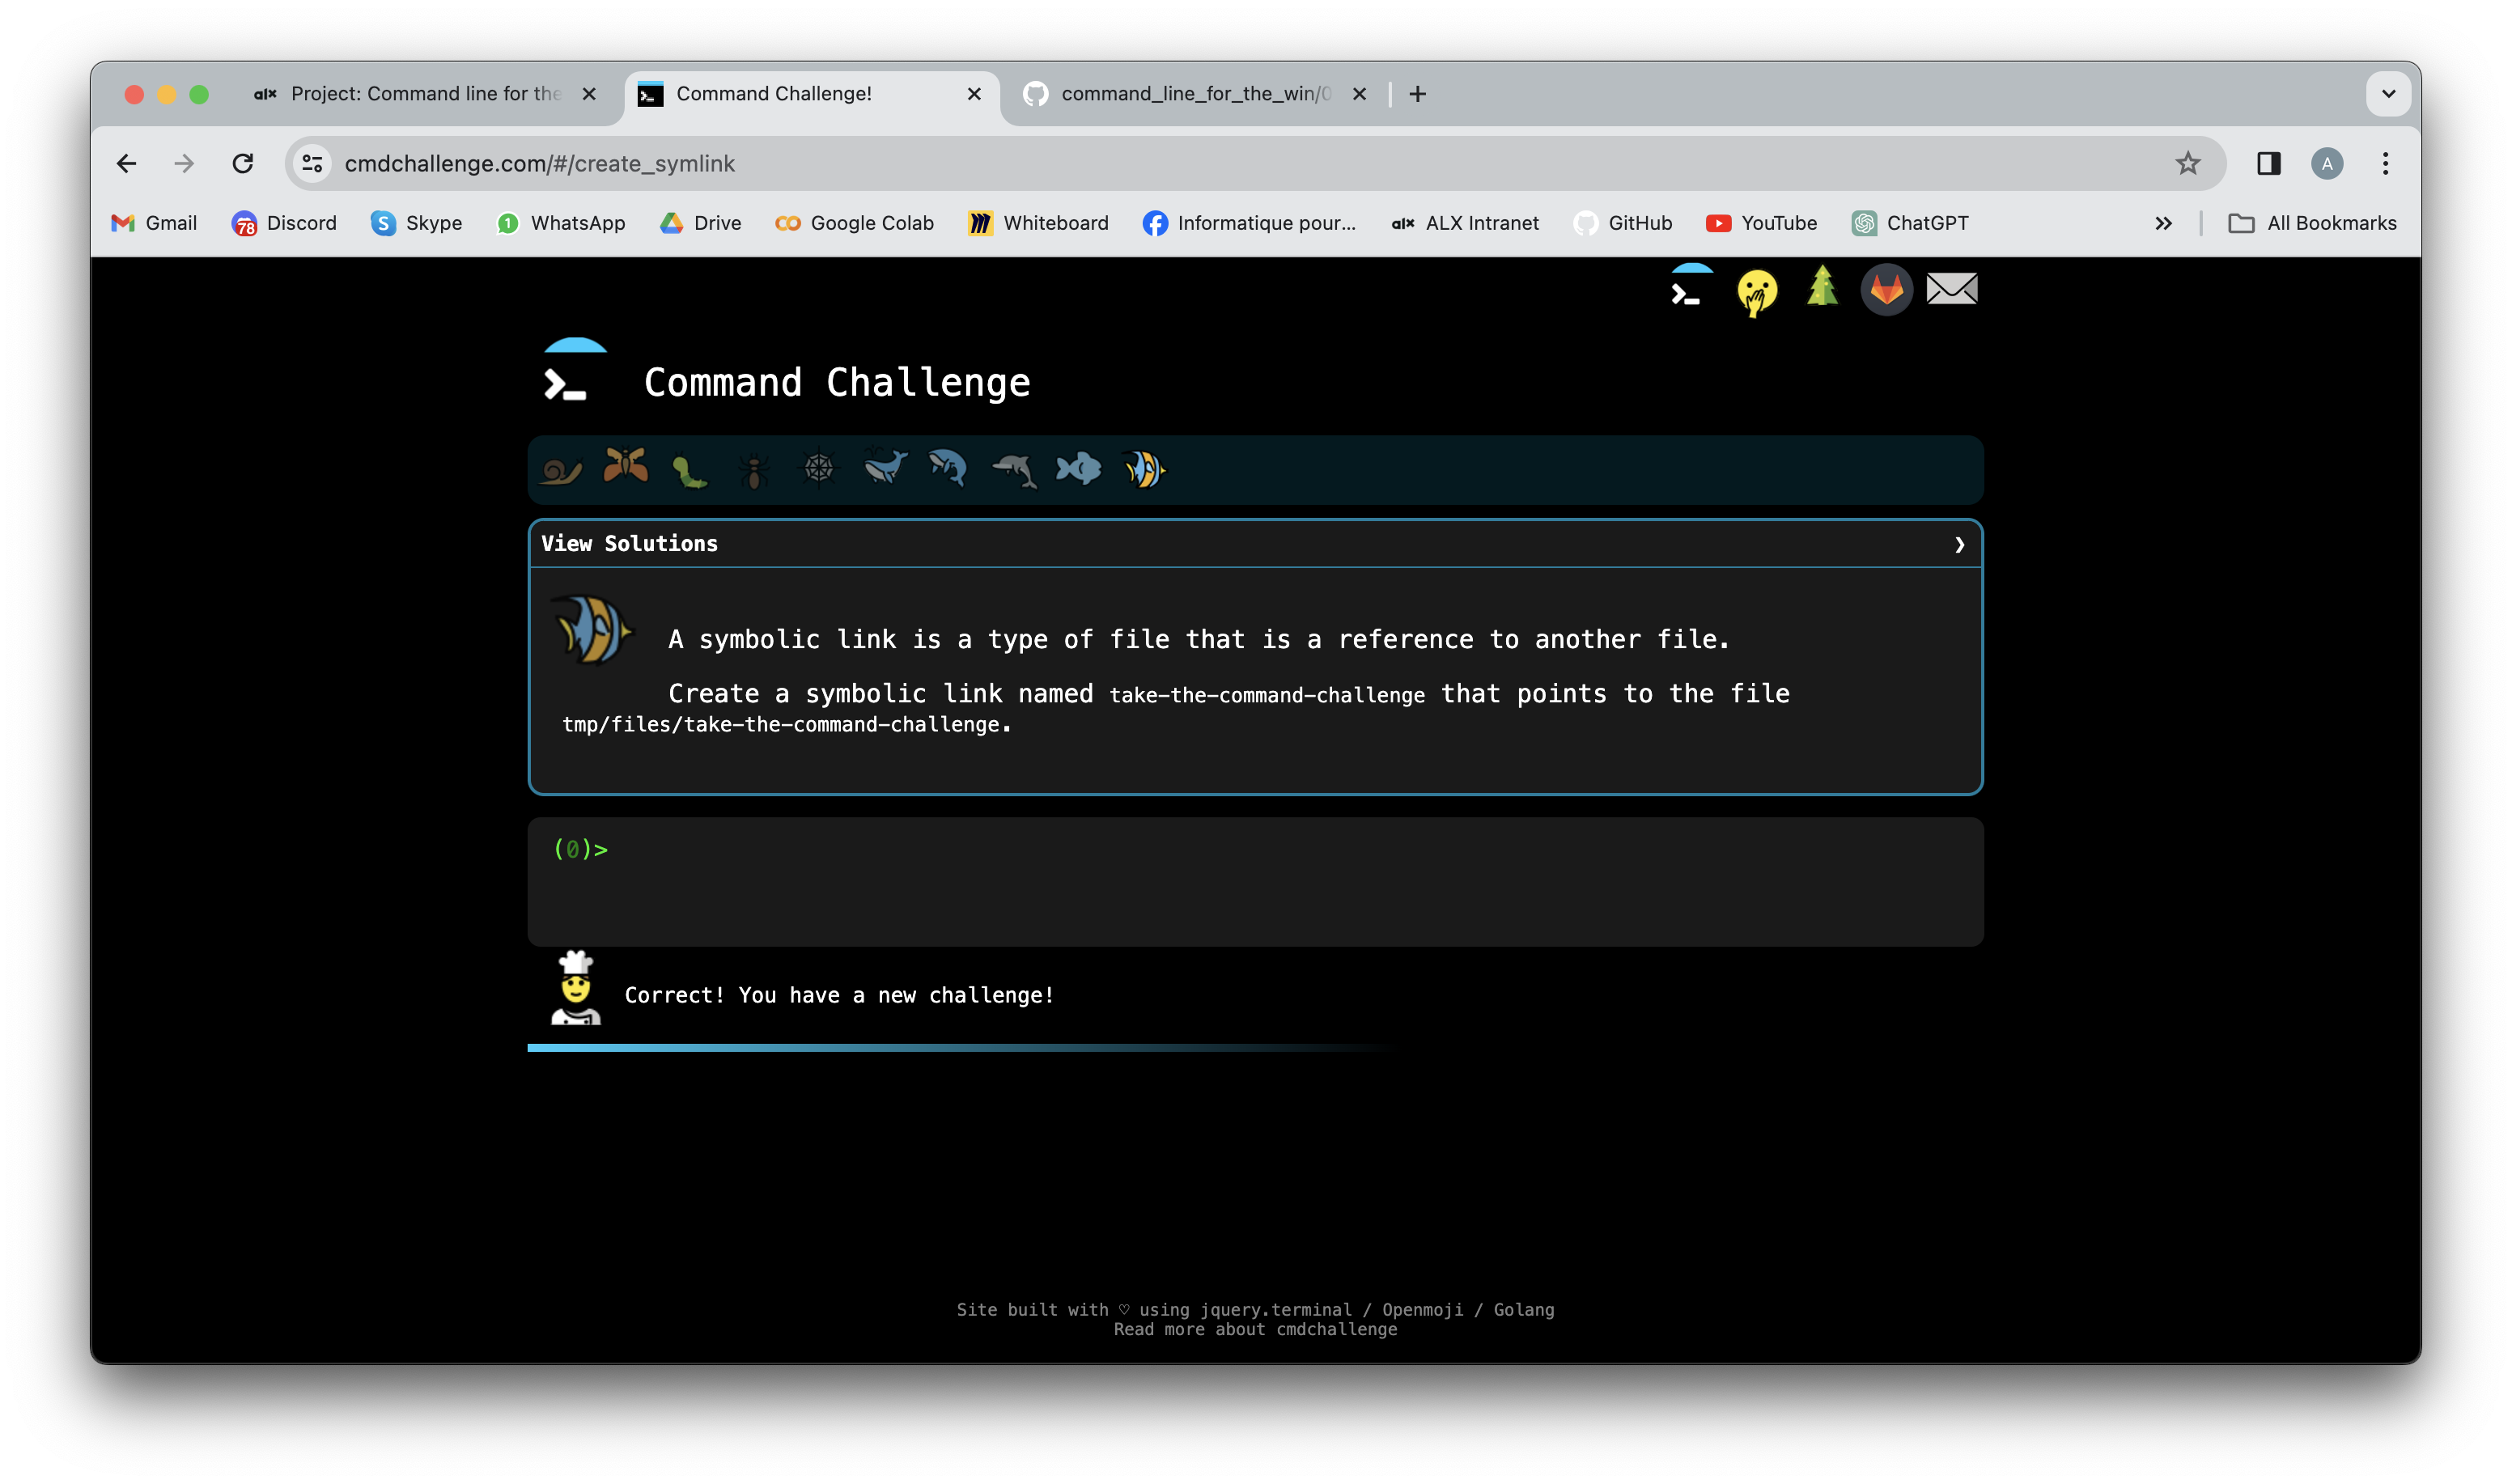 alx Project: Command line for the
Command Challenge!
command_line_for_the_win/0
cmdchallenge.com/#/create_symlink
A
Gmail
78 Discord
S Skype
1 WhatsApp
Drive
Google Colab
Whiteboard
Informatique pour...
alx ALX Intranet
GitHub
YouTube
ChatGPT
All Bookmarks
Command Challenge
View Solutions
A symbolic link is a type of file that is a reference to another file.
Create a symbolic link named take-the-command-challenge that points to the file
tmp/files/take-the-command-challenge.
(0)>
Correct! You have a new challenge!
Site built with ♡ using jquery.terminal / Openmoji / Golang
Read more about cmdchallenge